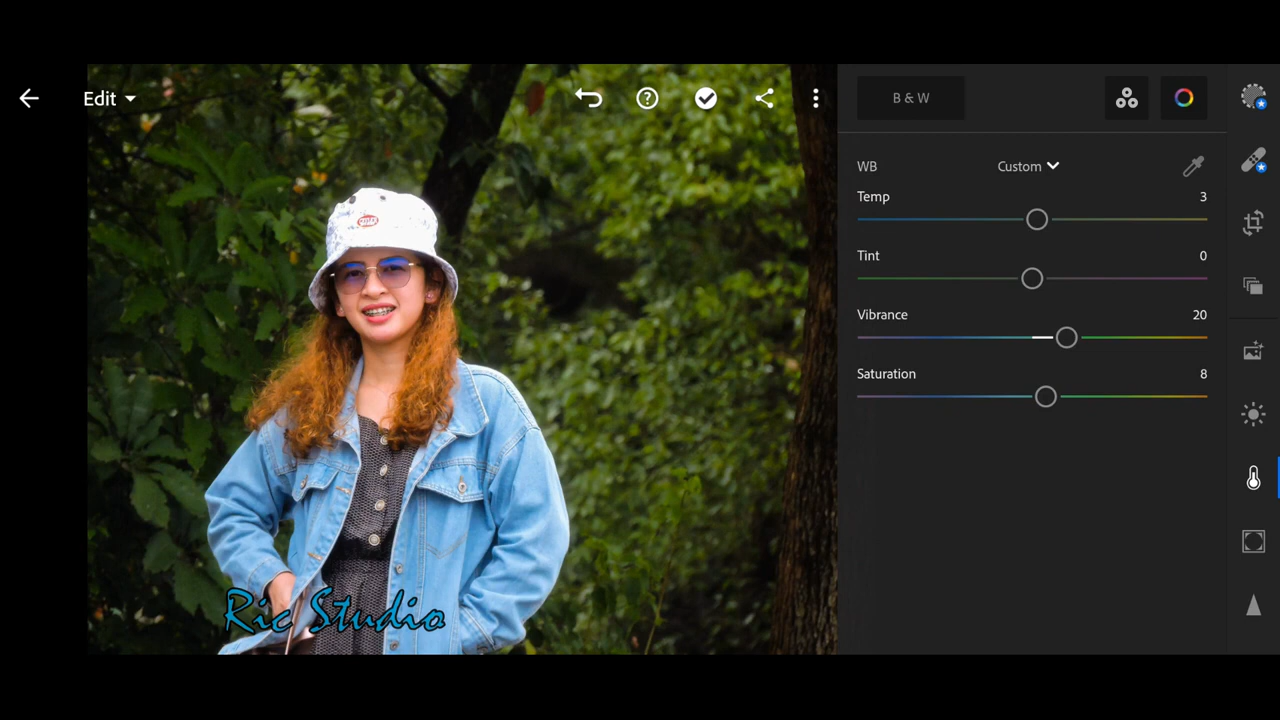 Edit
B & W
WB
Custom
Temp
3
Tint
0
Vibrance
20
Saturation
8
Ric Studio